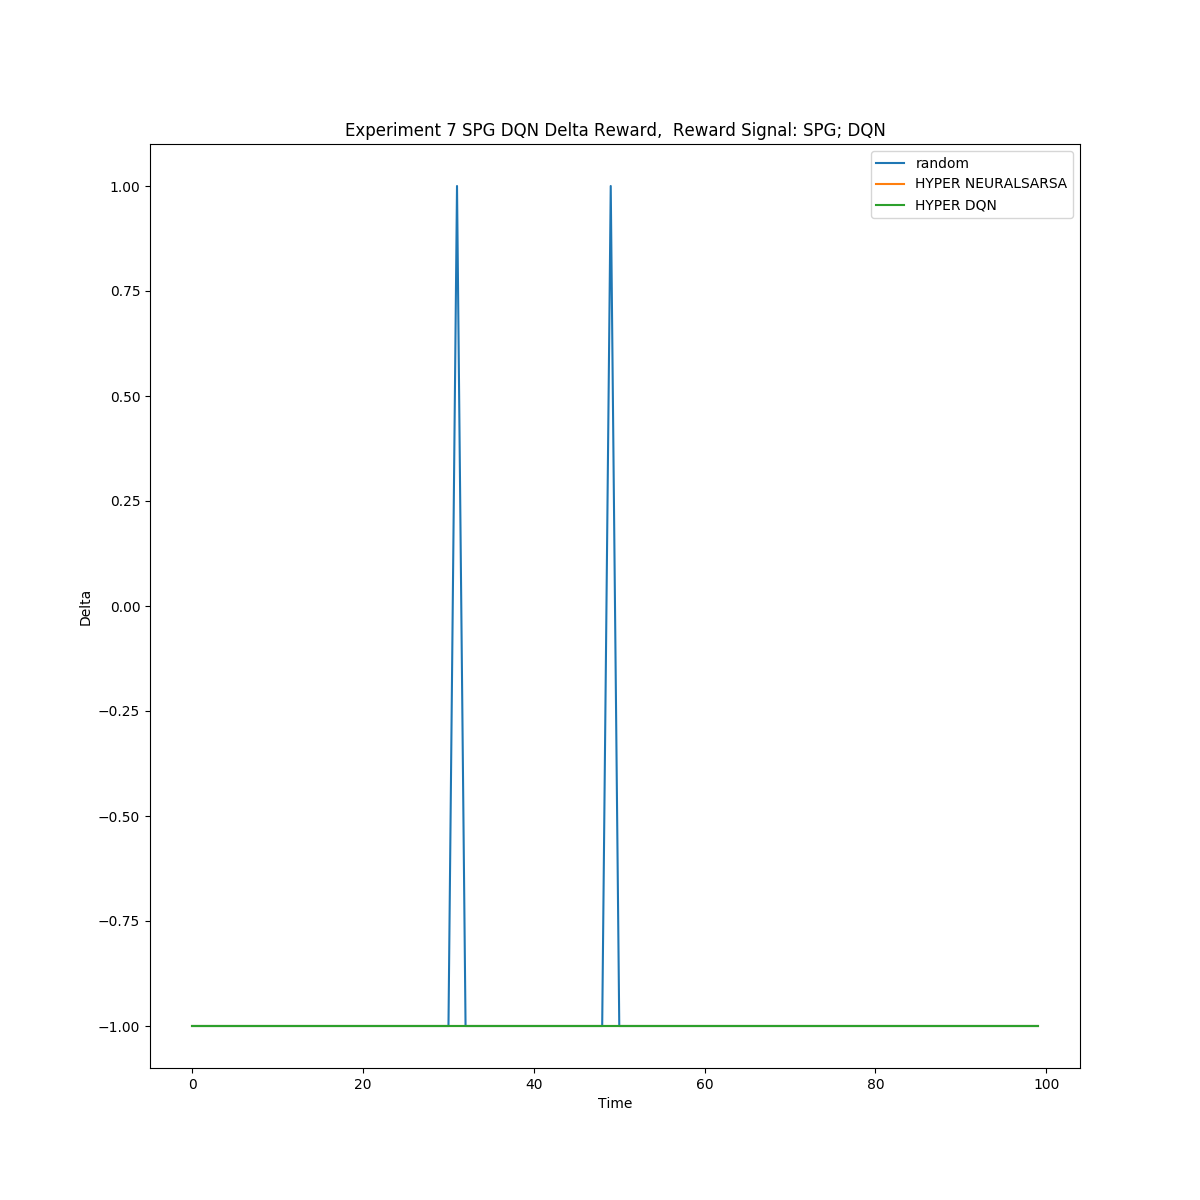 Experiment 7 SPG DQN Delta Reward,  Reward Signal: SPG; DQN
random
HYPER NEURALSARSA
HYPER DQN
1.00
0.75
0.50
0.25
0.00
−0.25
−0.50
−0.75
−1.00
Delta
0 20 40 60 80 100
Time